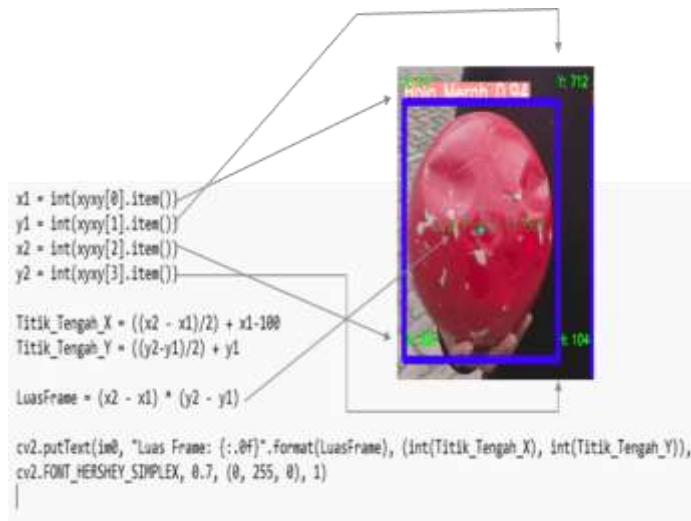 Y: 712
x1 = int(xyxy[0].item())
y1 = int(xyxy[1].item())
x2 = int(xyxy[2].item())
y2 = int(xyxy[3].item())
Titik_Tengah_X = ((x2 - x1)/2) + x1-100
Titik_Tengah_Y = ((y2-y1)/2) + y1
LuasFrame = (x2 - x1) * (y2 - y1)
cv2.putText(im0, "Luas Frame: {:.0f}".format(LuasFrame), (int(Titik_Tengah_X), int(Titik_Tengah_Y)),
cv2.FONT_HERSHEY_SIMPLEX, 0.7, (0, 255, 0), 1)